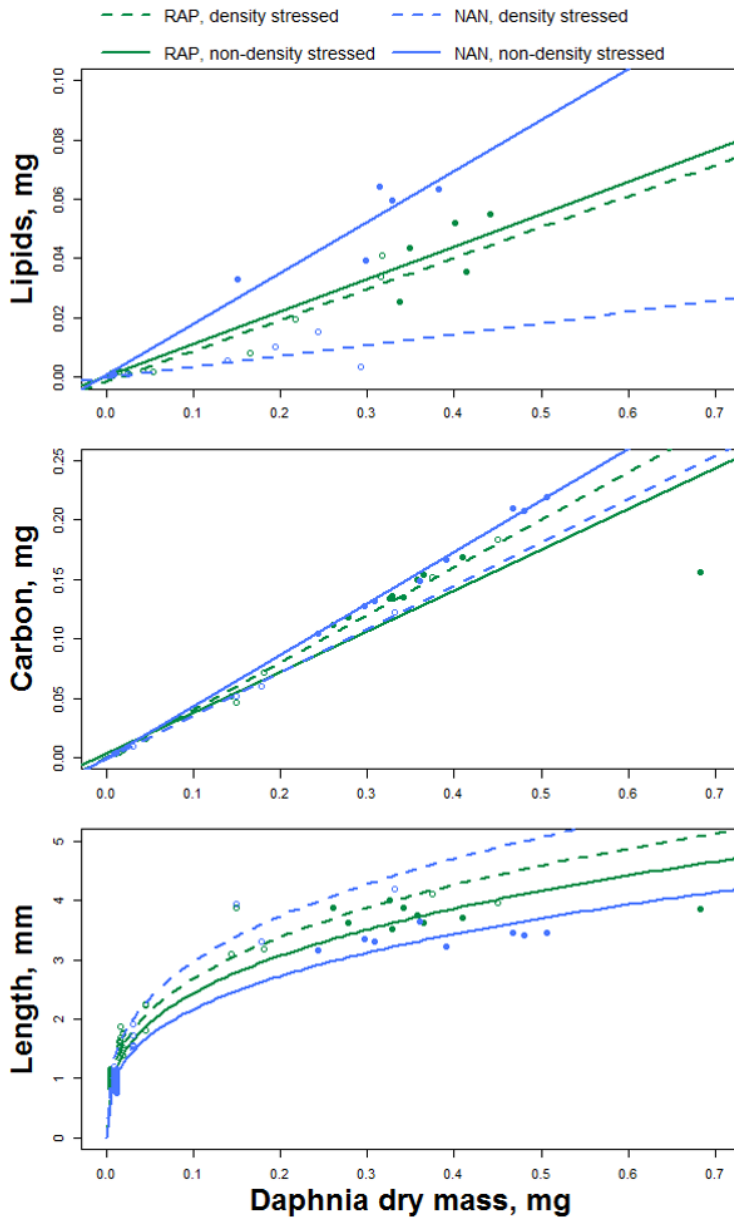 RAP, density stressed NAN, density stressed
RAP, non-density stressed NAN, non-density stressed
Lipids, mg
0.10
0.08
0.06
0.04
0.02
0.00
0.0 0.1 0.2 0.3 0.4 0.5 0.6 0.7
Carbon, mg
0.25
0.20
0.15
0.10
0.05
0.00
0.0 0.1 0.2 0.3 0.4 0.5 0.6 0.7
Length, mm
5
4
3
2
1
0
0.0 0.1 0.2 0.3 0.4 0.5 0.6 0.7
Daphnia dry mass, mg